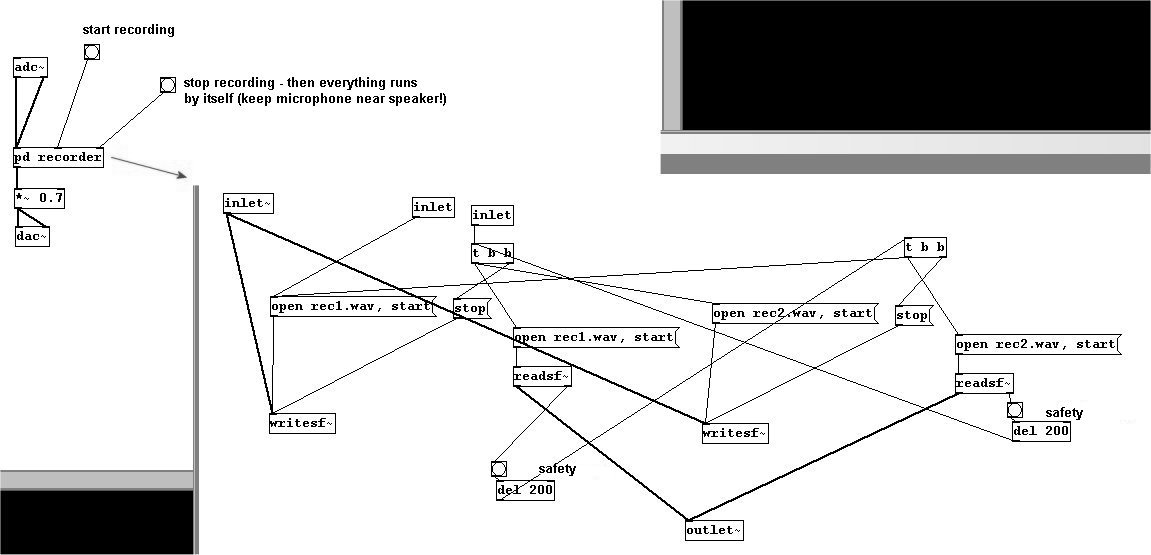 start recording
adc~
stop recording - then everything runs
by itself (keep microphone near speaker!)
pd recorder
*~ 0.7
dac~
inlet~
inlet
inlet
t b b
t b b
open rec1.wav, start
stop
open rec2.wav, start
stop
open rec1.wav, start
open rec2.wav, start
readsf~
readsf~
writesf~
writesf~
safety
del 200
safety
del 200
outlet~